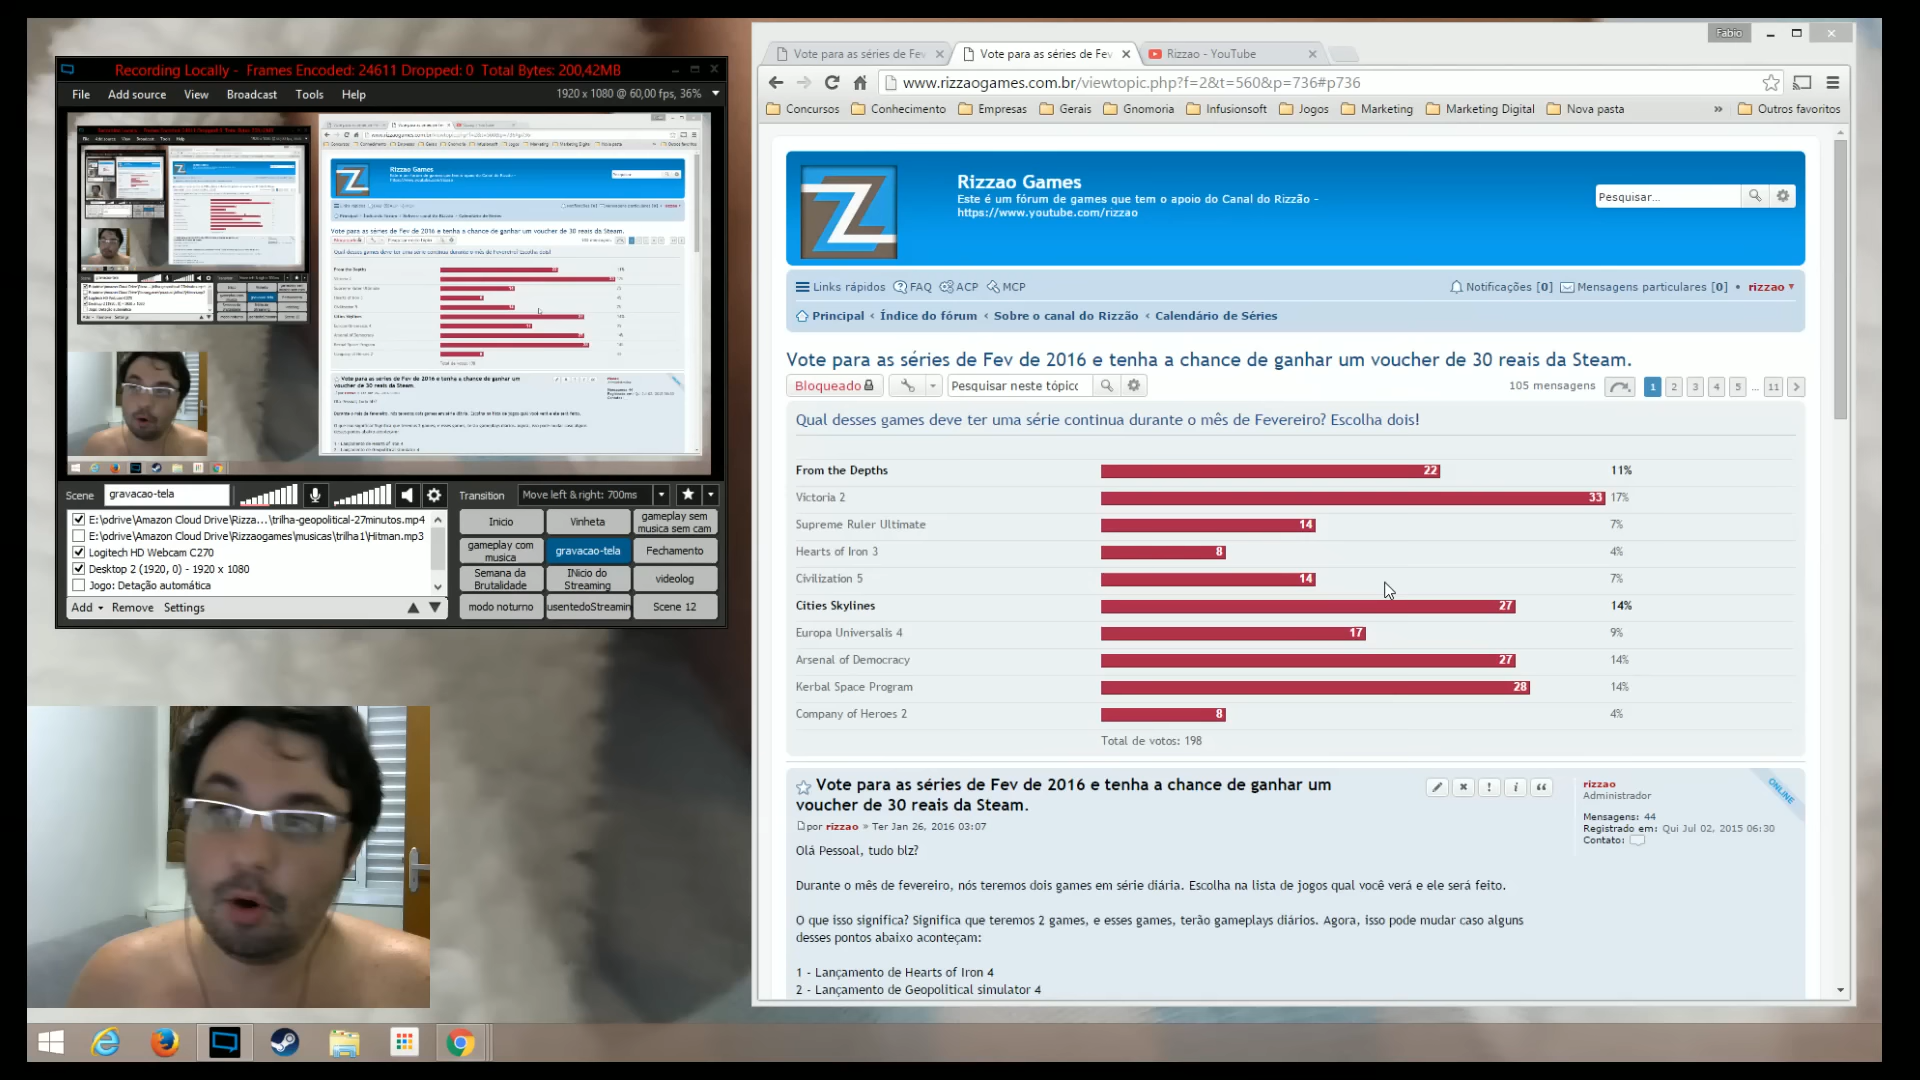 Recording Locally - Frames Encoded: 24611 Dropped: 0 Total Bytes: 200,42MB
File Add source View Broadcast Tools Help 1920 x 1080 @ 60,00 fps, 36%
Scene gravacao-tela Transition Move left & right: 700ms
E:\odrive\Amazon Cloud Drive\Rizza...\trilha-geopolitical-27minutos.mp4
E:\odrive\Amazon Cloud Drive\Rizzaogames\musicas\trilha1\Hitman.mp3
Logitech HD Webcam C270
Desktop 2 (1920, 0) - 1920 x 1080
Jogo: Detação automática
Add Remove Settings
Inicio Vinheta gameplay sem musica sem cam
gameplay com musica gravacao-tela Fechamento
Semana da Brutalidade INicio do Streaming videolog
modo noturno usentedoStreamin Scene 12
Fabio
Vote para as séries de Fev Vote para as séries de Fev Rizzao - YouTube
www.rizzaogames.com.br/viewtopic.php?f=2&t=560&p=736#p736
Concursos Conhecimento Empresas Gerais Gnomoria Infusionsoft Jogos Marketing Marketing Digital Nova pasta » Outros favoritos
Rizzao Games
Este é um fórum de games que tem o apoio do Canal do Rizzão -
https://www.youtube.com/rizzao
Pesquisar...
Links rápidos FAQ ACP MCP Notificações [0] Mensagens particulares [0] • rizzao
Principal ‹ Índice do fórum ‹ Sobre o canal do Rizzão ‹ Calendário de Séries
Vote para as séries de Fev de 2016 e tenha a chance de ganhar um voucher de 30 reais da Steam.
Bloqueado Pesquisar neste tópico 105 mensagens 1 2 3 4 5 ... 11
Qual desses games deve ter uma série continua durante o mês de Fevereiro? Escolha dois!
From the Depths 22 11%
Victoria 2 33 17%
Supreme Ruler Ultimate 14 7%
Hearts of Iron 3 8 4%
Civilization 5 14 7%
Cities Skylines 27 14%
Europa Universalis 4 17 9%
Arsenal of Democracy 27 14%
Kerbal Space Program 28 14%
Company of Heroes 2 8 4%
Total de votos: 198
Vote para as séries de Fev de 2016 e tenha a chance de ganhar um
voucher de 30 reais da Steam.
por rizzao » Ter Jan 26, 2016 03:07
rizzao
Administrador
Mensagens: 44
Registrado em: Qui Jul 02, 2015 06:30
Contato:
ONLINE
Olá Pessoal, tudo blz?
Durante o mês de fevereiro, nós teremos dois games em série diária. Escolha na lista de jogos qual você verá e ele será feito.
O que isso significa? Significa que teremos 2 games, e esses games, terão gameplays diários. Agora, isso pode mudar caso alguns
desses pontos abaixo aconteçam:
1 - Lançamento de Hearts of Iron 4
2 - Lançamento de Geopolitical simulator 4